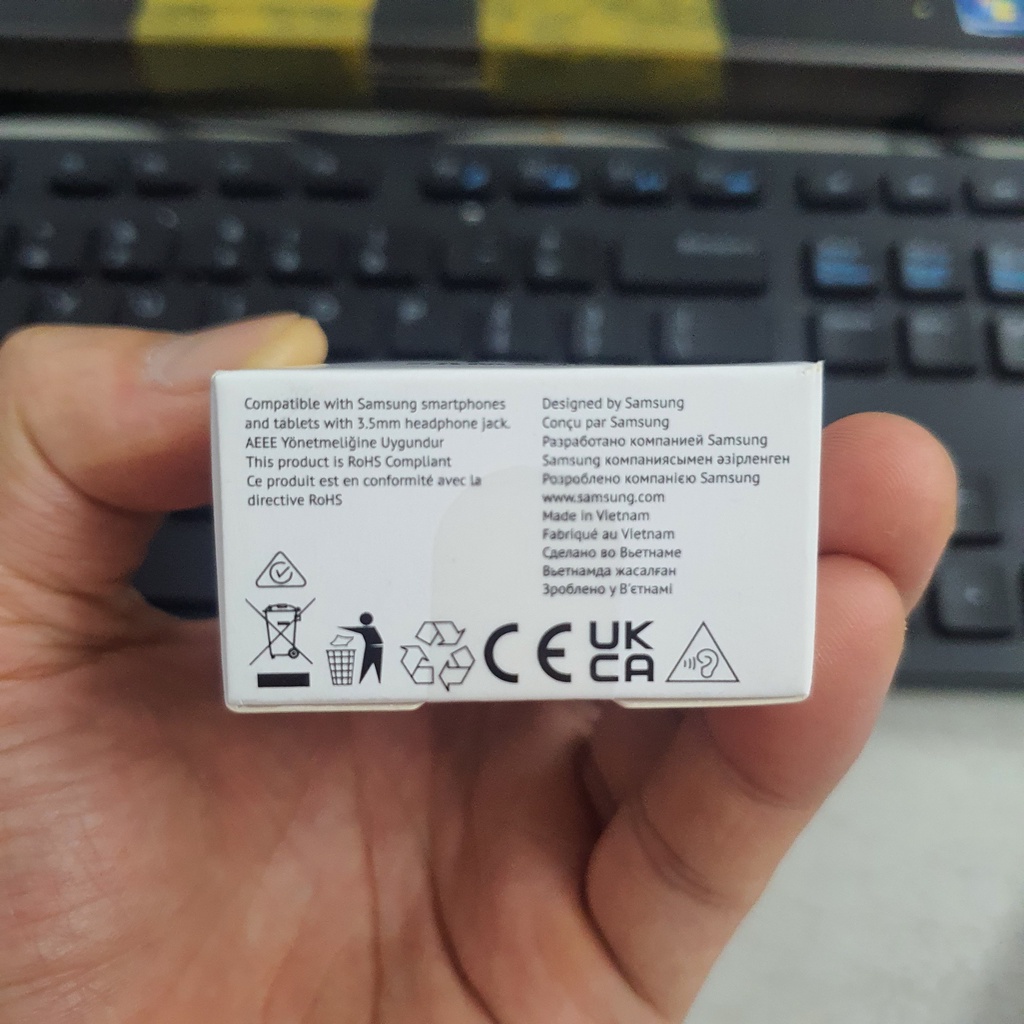 Compatible with Samsung smartphones
and tablets with 3.5mm headphone jack.
AEEE Yönetmeliğine Uygundur
This product is RoHS Compliant
Ce produit est en conformité avec la
directive RoHS
Designed by Samsung
Conçu par Samsung
Разработано компанией Samsung
Samsung компаниясымен әзірленген
Розроблено компанією Samsung
www.samsung.com
Made in Vietnam
Fabriqué au Vietnam
Сделано во Вьетнаме
Вьетнамда жасалған
Зроблено у В'єтнамі
CE
UK
CA